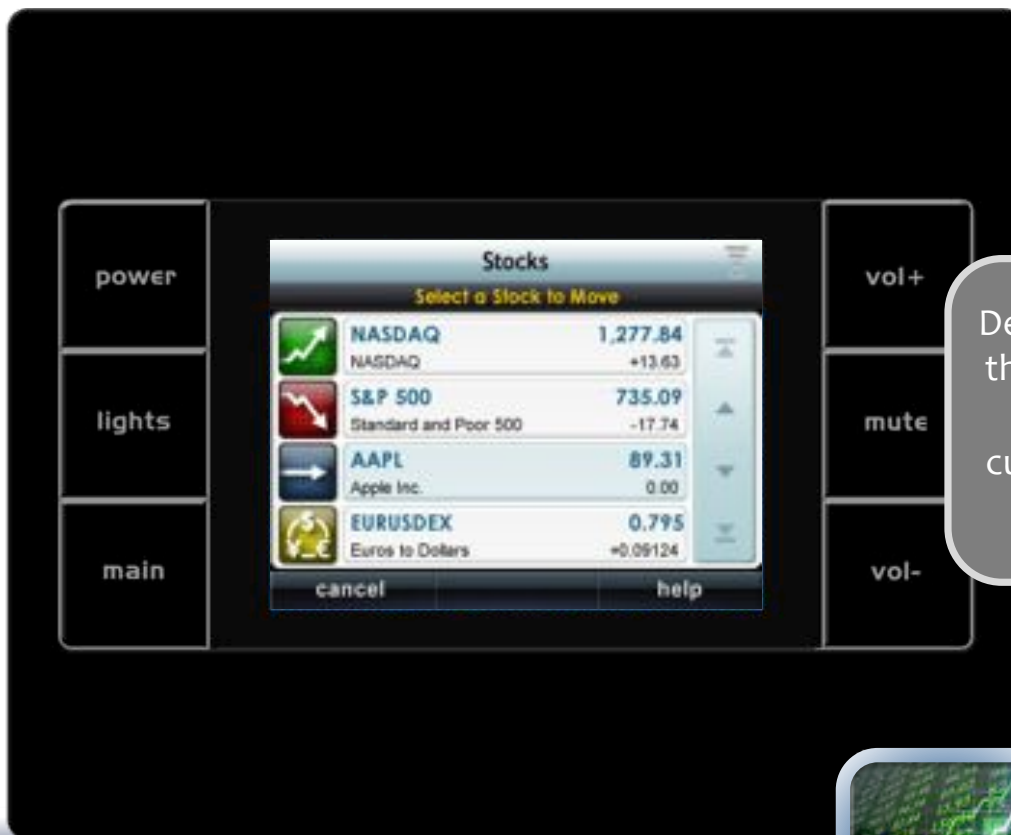 power
lights
main
Stocks
Select a Stock to Move
NASDAQ 1,277.84
NASDAQ +13.63
S&P 500 735.09
Standard and Poor 500 -17.74
AAPL 89.31
Apple Inc. 0.00
EURUSDEX 0.795
Euros to Dollars +0.09124
cancel help
vol+
mute
vol-